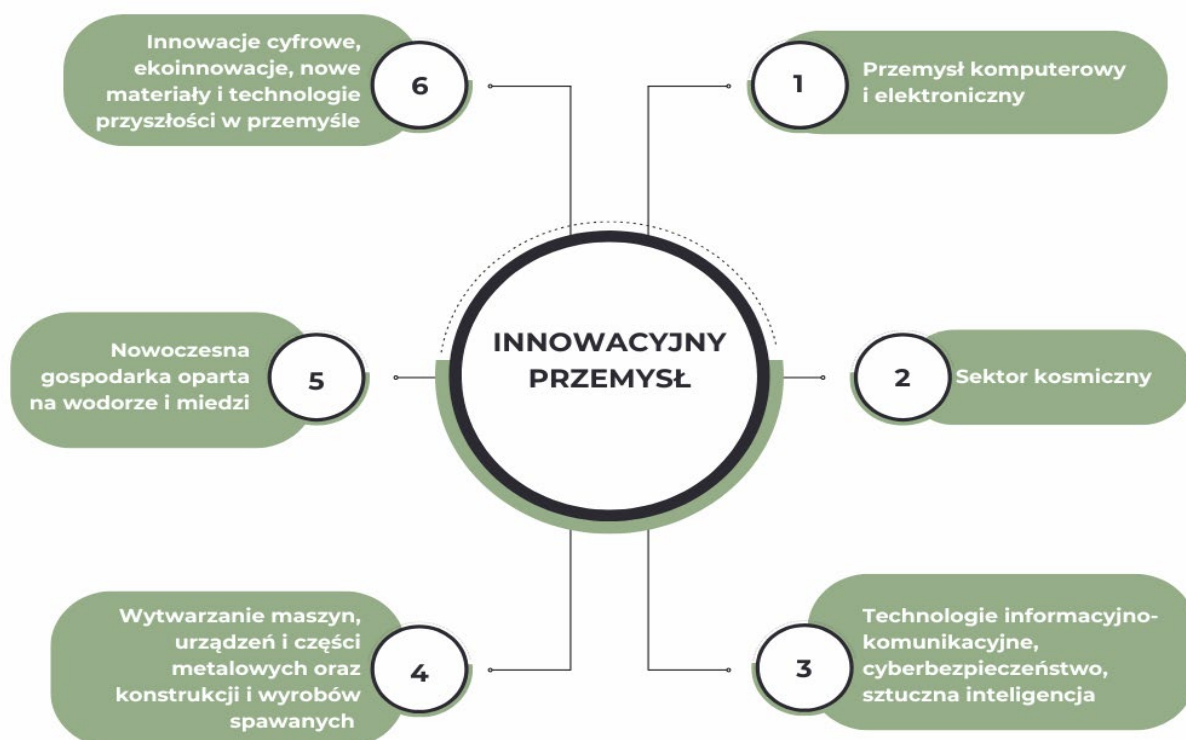 INNOWACYJNY
PRZEMYSŁ
1
Przemysł komputerowy
i elektroniczny
2
Sektor kosmiczny
3
Technologie informacyjno-
komunikacyjne,
cyberbezpieczeństwo,
sztuczna inteligencja
4
Wytwarzanie maszyn,
urządzeń i części
metalowych oraz
konstrukcji i wyrobów
spawanych
5
Nowoczesna
gospodarka oparta
na wodorze i miedzi
6
Innowacje cyfrowe,
ekoinnowacje, nowe
materiały i technologie
przyszłości w przemyśle